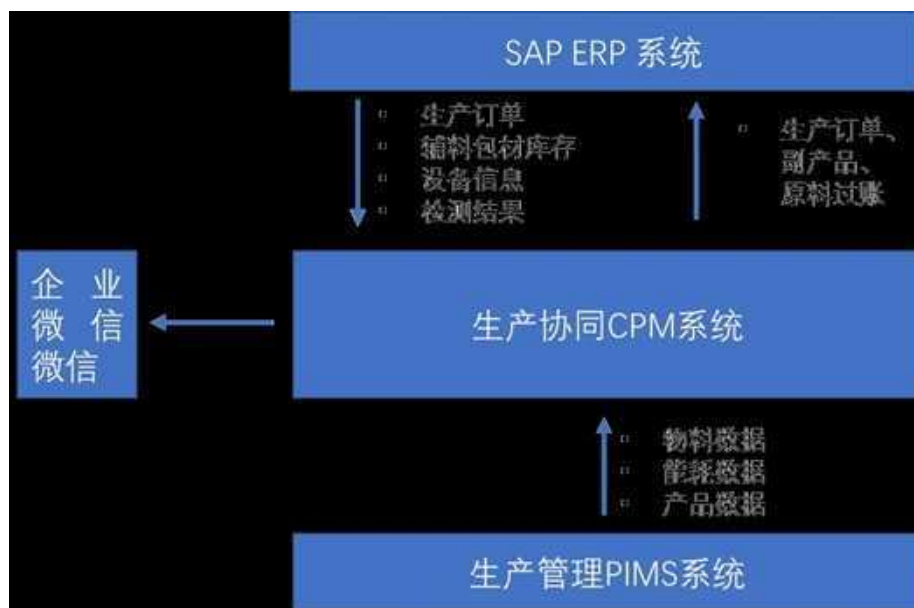 SAP ERP 系统
生产订单
辅料包材库存
设备信息
检测结果
生产订单、
副产品、
原料过账
企 业
微 信
微信
生产协同CPM系统
物料数据
能耗数据
产品数据
生产管理PIMS系统